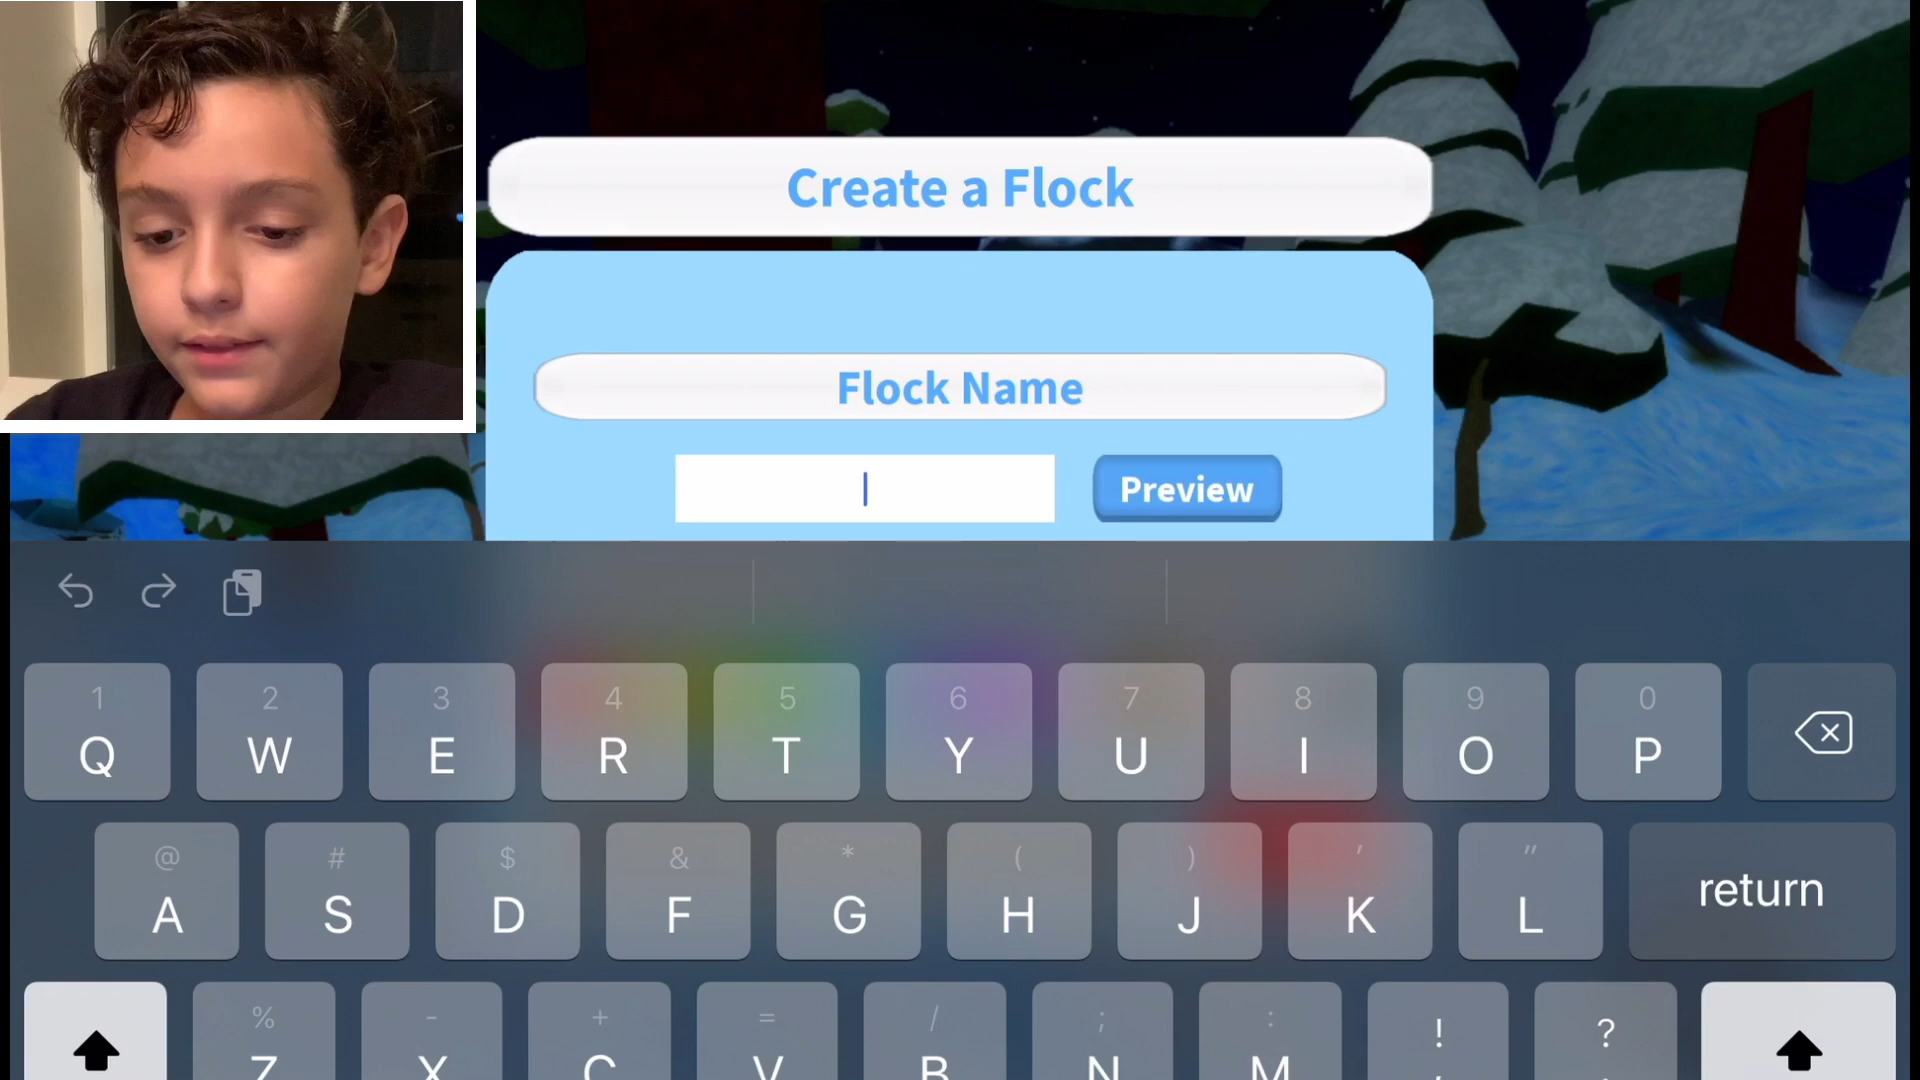 Create a Flock
Flock Name
Preview
1 2 3 4 5 6 7 8 9 0
Q W E R T Y U I O P
@ # $ & * ( ) ' "
A S D F G H J K L return
% - + = / ; : ! ?
Z X C V B N M , .